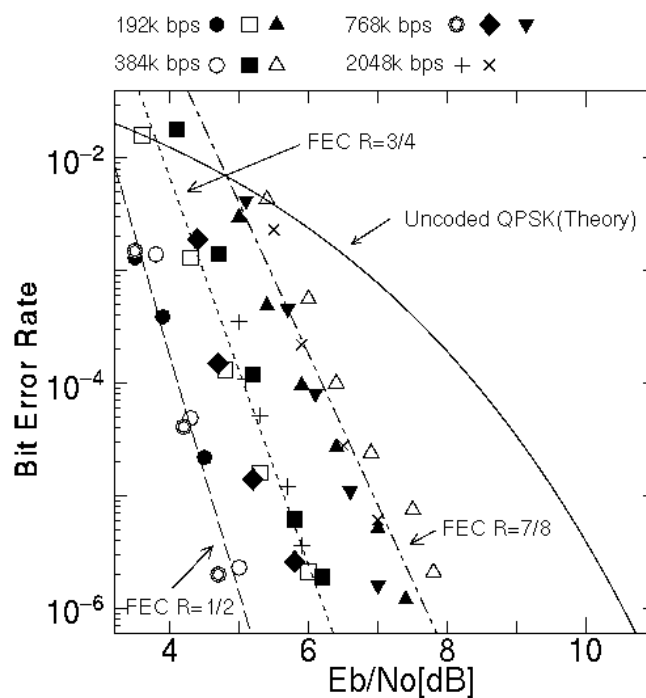 192k bps 768k bps
384k bps 2048k bps
10−2
FEC R=3/4
Uncoded QPSK(Theory)
Bit Error Rate
10−4
FEC R=7/8
FEC R=1/2
10−6
4 6 8 10
Eb/No[dB]